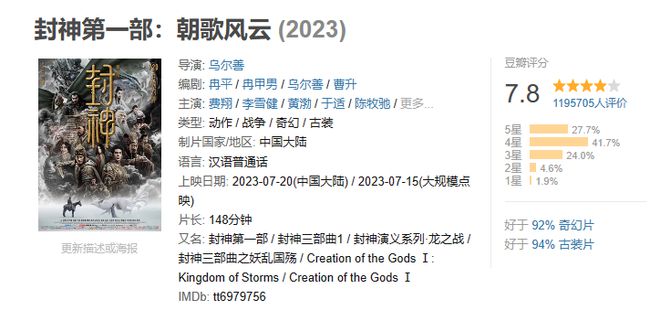 封神第一部：朝歌风云 (2023)
封神
更新描述或海报
导演: 乌尔善
编剧: 冉平 / 冉甲男 / 乌尔善 / 曹升
主演: 费翔 / 李雪健 / 黄渤 / 于适 / 陈牧驰 / 更多...
类型: 动作 / 战争 / 奇幻 / 古装
制片国家/地区: 中国大陆
语言: 汉语普通话
上映日期: 2023-07-20(中国大陆) / 2023-07-15(大规模点
映)
片长: 148分钟
又名: 封神第一部 / 封神三部曲1 / 封神演义系列·龙之战 /
封神三部曲之妖乱国殇 / Creation of the Gods Ⅰ:
Kingdom of Storms / Creation of the Gods Ⅰ
IMDb: tt6979756
豆瓣评分
7.8
1195705人评价
5星 27.7%
4星 41.7%
3星 24.0%
2星 4.6%
1星 1.9%
好于 92% 奇幻片
好于 94% 古装片